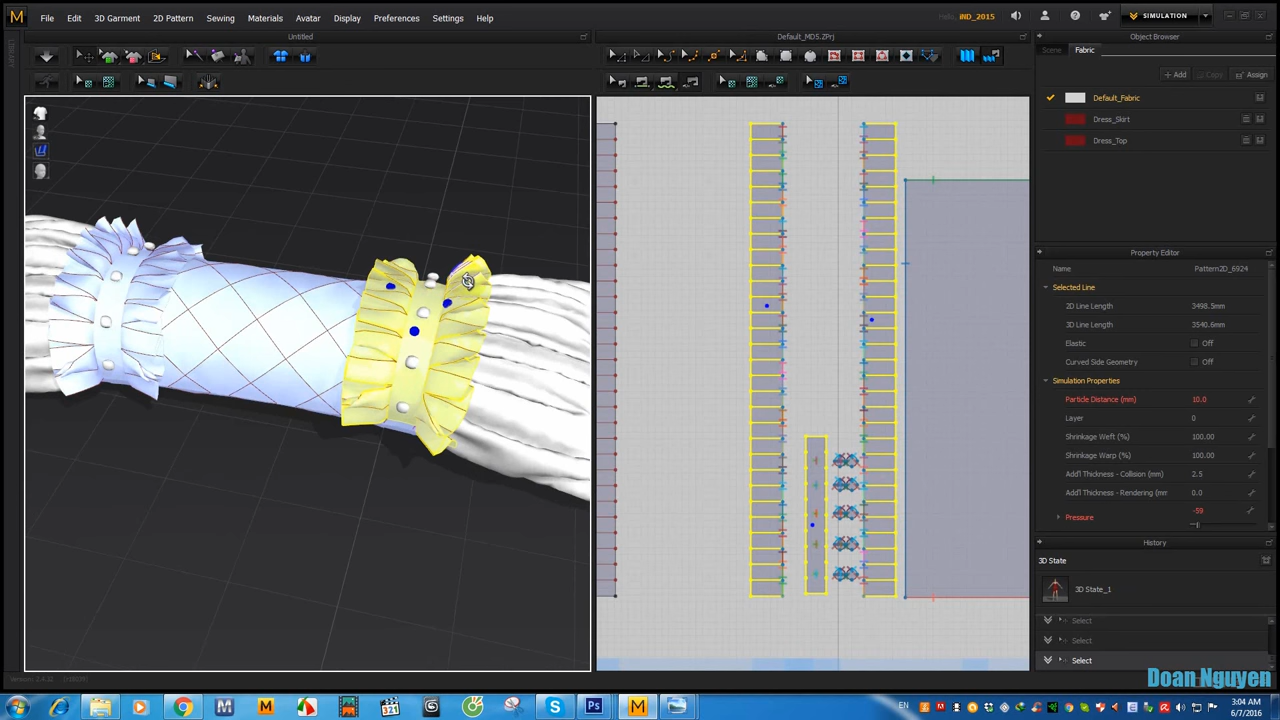 M File Edit 3D Garment 2D Pattern Sewing Materials Avatar Display Preferences Settings Help
Hello, iND_2015
SIMULATION
Untitled
Default_MD5.ZPrj
Object Browser
LIBRARY
Scene Fabric
+ Add
Copy
Assign
Default_Fabric
Dress_Skirt
Dress_Top
Property Editor
Name Pattern2D_6924
Selected Line
2D Line Length 3498.5mm
3D Line Length 3540.6mm
Elastic Off
Curved Side Geometry Off
Simulation Properties
Particle Distance (mm) 10.0
Layer 0
Shrinkage Weft (%) 100.00
Shrinkage Warp (%) 100.00
Add'l Thickness - Collision (mm) 2.5
Add'l Thickness - Rendering (mm 0.0
Pressure -59
History
3D State
3D State_1
Select
Select
Select
Doan Nguyen
EN
3:04 AM
6/7/2016